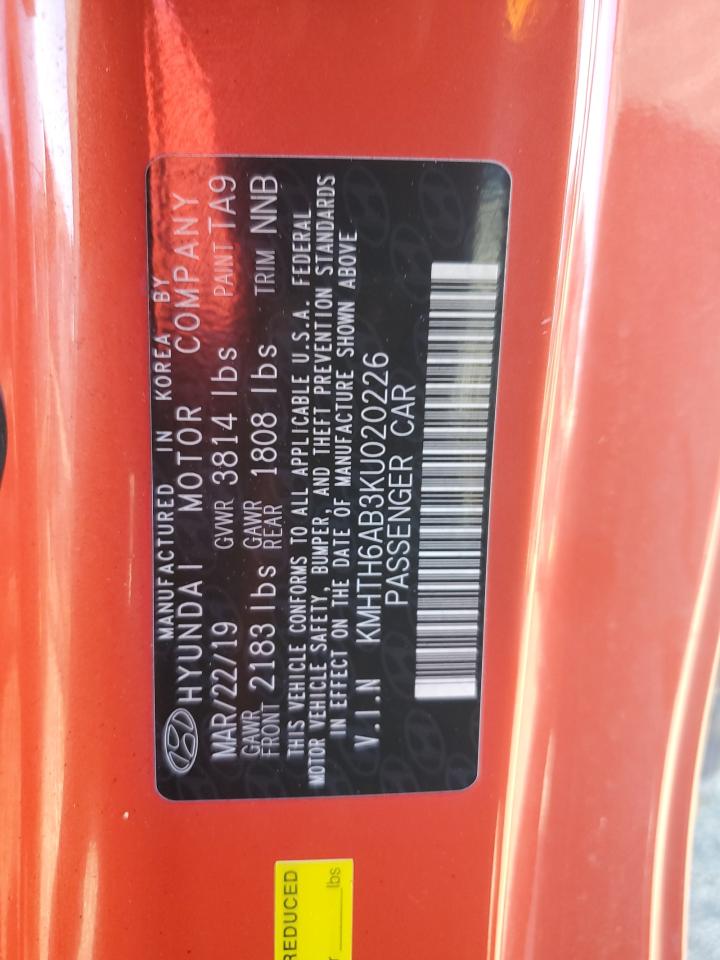 MANUFACTURED IN KOREA BY
HYUNDAI MOTOR COMPANY
MAR/22/19 GVWR 3814 lbs PAINT TA9
GAWR FRONT 2183 lbs GAWR REAR 1808 lbs TRIM NNB
THIS VEHICLE CONFORMS TO ALL APPLICABLE U.S.A. FEDERAL
MOTOR VEHICLE SAFETY, BUMPER, AND THEFT PREVENTION STANDARDS
IN EFFECT ON THE DATE OF MANUFACTURE SHOWN ABOVE
V.I.N KMHTH6AB3KU020226
PASSENGER CAR
REDUCED
lbs